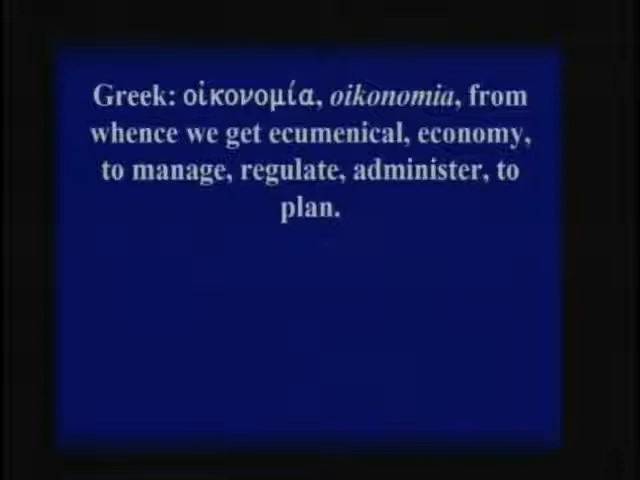 Greek: οἰκονομία, oikonomia, from
whence we get ecumenical, economy,
to manage, regulate, administer, to
plan.